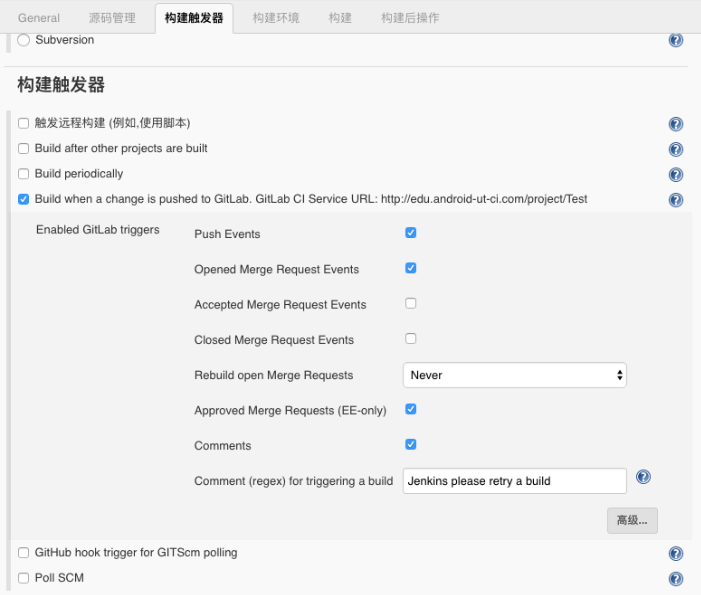 General 源码管理 构建触发器 构建环境 构建 构建后操作
Subversion
构建触发器
触发远程构建 (例如,使用脚本)
Build after other projects are built
Build periodically
Build when a change is pushed to GitLab. GitLab CI Service URL: http://edu.android-ut-ci.com/project/Test
Enabled GitLab triggers Push Events
Opened Merge Request Events
Accepted Merge Request Events
Closed Merge Request Events
Rebuild open Merge Requests Never
Approved Merge Requests (EE-only)
Comments
Comment (regex) for triggering a build Jenkins please retry a build
高级...
GitHub hook trigger for GITScm polling
Poll SCM